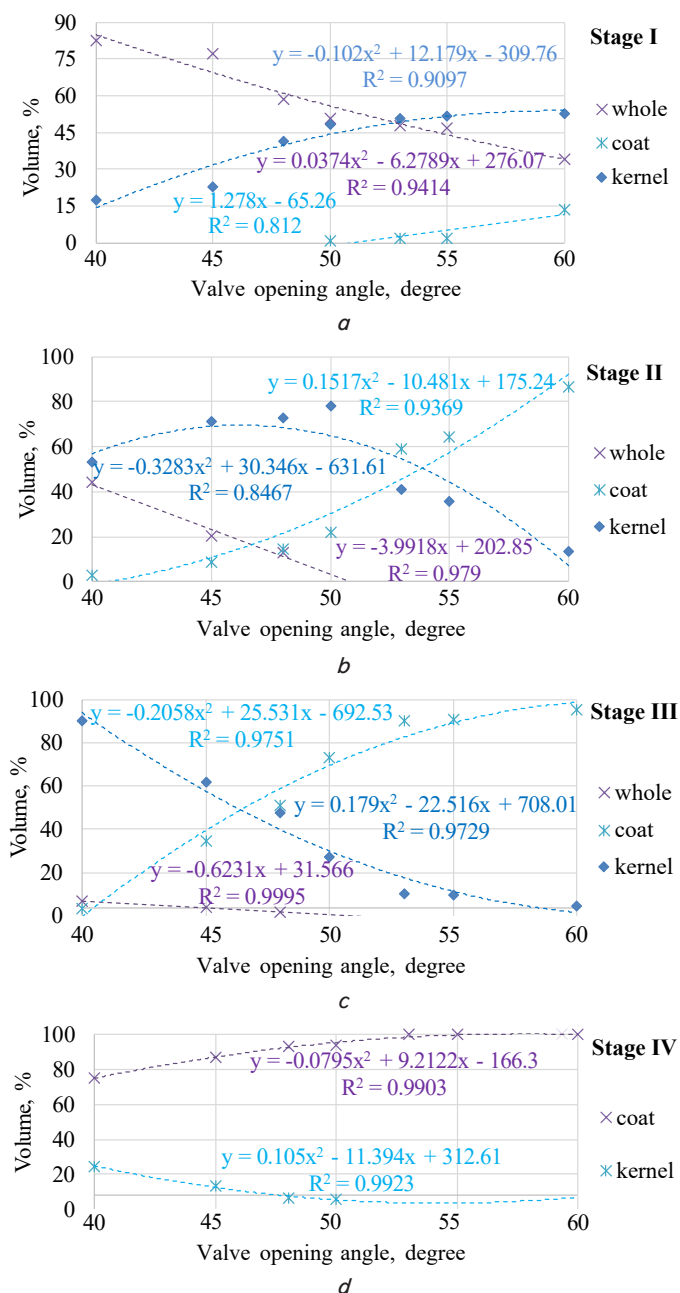 Stage I
Volume, %
90
75
60
45
30
15
0
y = -0.102x² + 12.179x - 309.76
R² = 0.9097
y = 0.0374x² - 6.2789x + 276.07
R² = 0.9414
y = 1.278x - 65.26
R² = 0.812
whole
coat
kernel
40 45 50 55 60
Valve opening angle, degree
a
Stage II
Volume, %
100
80
60
40
20
0
y = 0.1517x² - 10.481x + 175.24
R² = 0.9369
y = -0.3283x² + 30.346x - 631.61
R² = 0.8467
y = -3.9918x + 202.85
R² = 0.979
whole
coat
kernel
40 45 50 55 60
Valve opening angle, degree
b
Stage III
Volume, %
100
80
60
40
20
0
y = -0.2058x² + 25.531x - 692.53
R² = 0.9751
y = 0.179x² - 22.516x + 708.01
R² = 0.9729
y = -0.6231x + 31.566
R² = 0.9995
whole
coat
kernel
40 45 50 55 60
Valve opening angle, degree
c
Stage IV
Volume, %
100
80
60
40
20
0
y = -0.0795x² + 9.2122x - 166.3
R² = 0.9903
y = 0.105x² - 11.394x + 312.61
R² = 0.9923
coat
kernel
40 45 50 55 60
Valve opening angle, degree
d